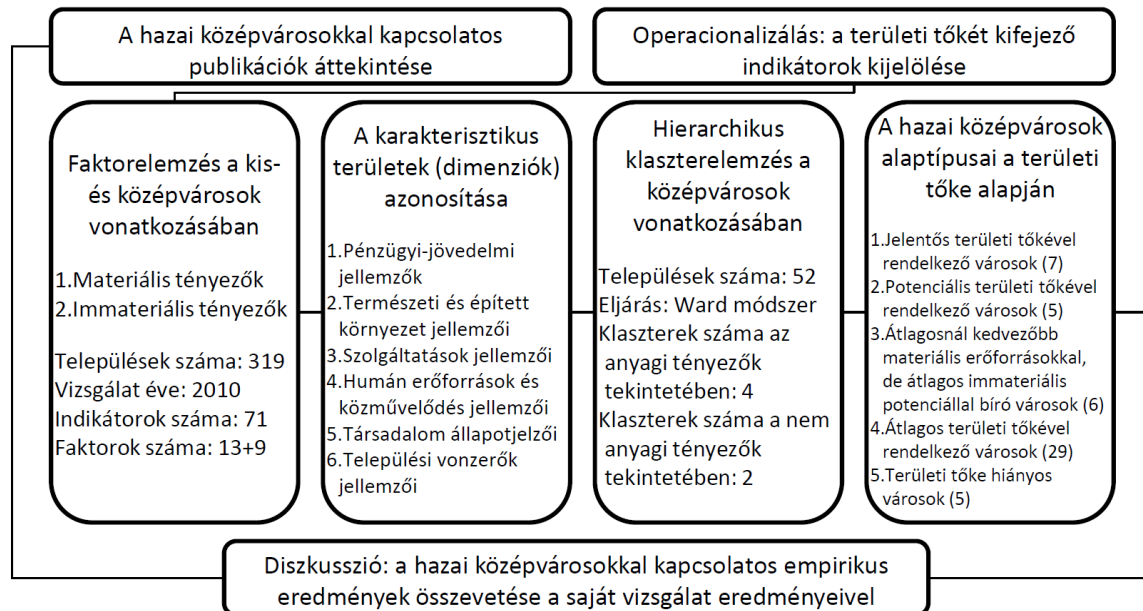 A hazai középvárosokkal kapcsolatos
publikációk áttekintése
Operacionalizálás: a területi tőkét kifejező
indikátorok kijelölése
Faktorelemzés a kis-
és középvárosok
vonatkozásában
1.Materiális tényezők
2.Immateriális tényezők
Települések száma: 319
Vizsgálat éve: 2010
Indikátorok száma: 71
Faktorok száma: 13+9
A karakterisztikus
területek (dimenziók)
azonosítása
1.Pénzügyi-jövedelmi
jellemzők
2.Természeti és épített
környezet jellemzői
3.Szolgáltatások jellemzői
4.Humán erőforrások és
közművelődés jellemzői
5.Társadalom állapotjelzői
6.Települési vonzerők
jellemzői
Hierarchikus
klaszterelemzés a
középvárosok
vonatkozásában
Települések száma: 52
Eljárás: Ward módszer
Klaszterek száma az
anyagi tényezők
tekintetében: 4
Klaszterek száma a nem
anyagi tényezők
tekintetében: 2
A hazai középvárosok
alaptípusai a területi
tőke alapján
1.Jelentős területi tőkével
rendelkező városok (7)
2.Potenciális területi tőkével
rendelkező városok (5)
3.Átlagosnál kedvezőbb
materiális erőforrásokkal,
de átlagos immateriális
potenciállal bíró városok (6)
4.Átlagos területi tőkével
rendelkező városok (29)
5.Területi tőke hiányos
városok (5)
Diszkusszió: a hazai középvárosokkal kapcsolatos empirikus
eredmények összevetése a saját vizsgálat eredményeivel